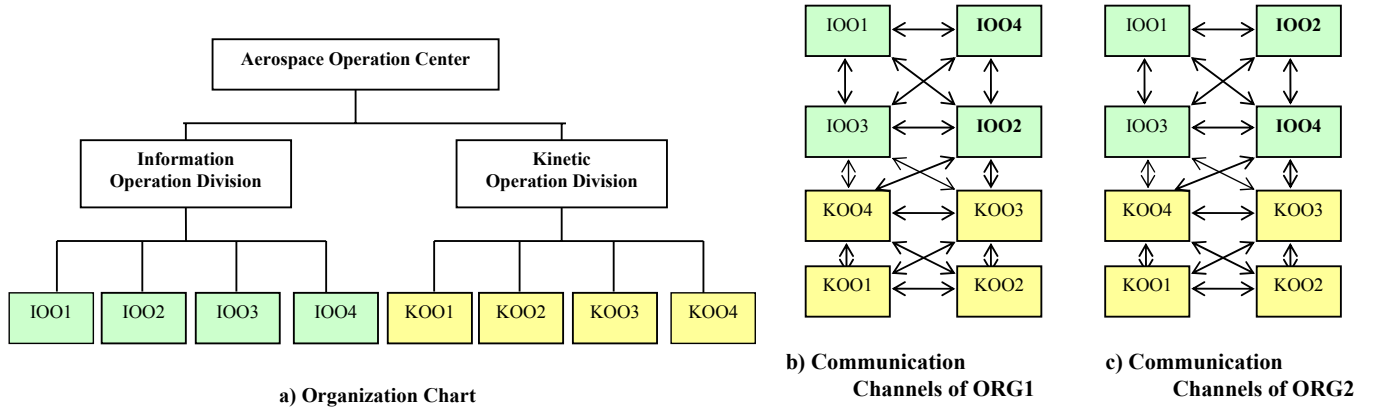 Aerospace Operation Center
Information
Operation Division
Kinetic
Operation Division
IOO1
IOO2
IOO3
IOO4
KOO1
KOO2
KOO3
KOO4
a) Organization Chart
IOO1
IOO4
IOO3
IOO2
KOO4
KOO3
KOO1
KOO2
b) Communication
Channels of ORG1
IOO1
IOO2
IOO3
IOO4
KOO4
KOO3
KOO1
KOO2
c) Communication
Channels of ORG2